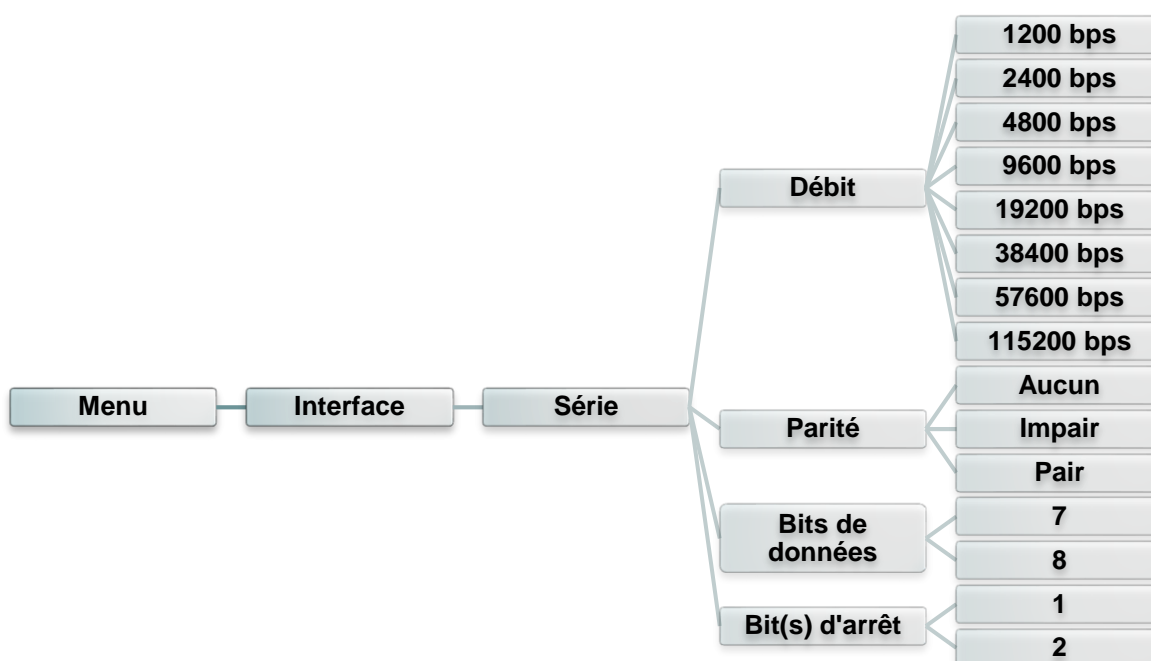 Menu
Interface
Série
Débit
1200 bps
2400 bps
4800 bps
9600 bps
19200 bps
38400 bps
57600 bps
115200 bps
Parité
Aucun
Impair
Pair
Bits de
données
7
8
Bit(s) d'arrêt
1
2